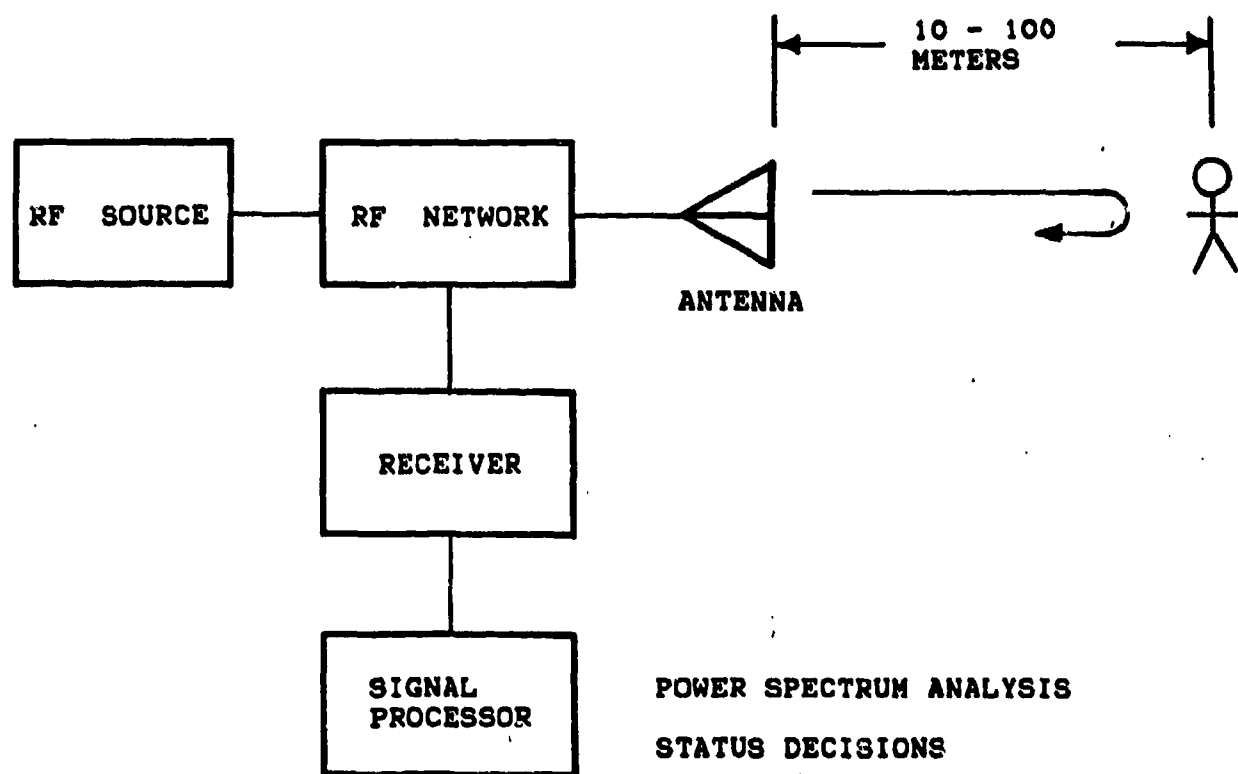 10 - 100
METERS
RF SOURCE
RF NETWORK
ANTENNA
RECEIVER
SIGNAL
PROCESSOR
POWER SPECTRUM ANALYSIS
STATUS DECISIONS